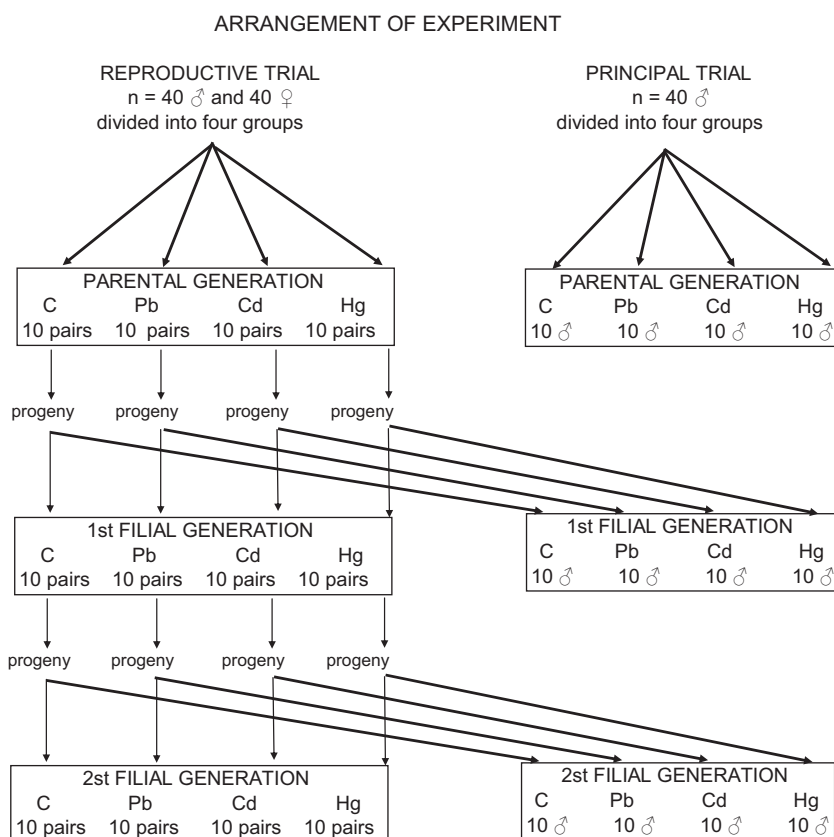 ARRANGEMENT OF EXPERIMENT
REPRODUCTIVE TRIAL
n = 40 ♂ and 40 ♀
divided into four groups
PRINCIPAL TRIAL
n = 40 ♂
divided into four groups
PARENTAL GENERATION
C Pb Cd Hg
10 pairs 10 pairs 10 pairs 10 pairs
PARENTAL GENERATION
C Pb Cd Hg
10 ♂ 10 ♂ 10 ♂ 10 ♂
progeny progeny progeny progeny
1st FILIAL GENERATION
C Pb Cd Hg
10 pairs 10 pairs 10 pairs 10 pairs
1st FILIAL GENERATION
C Pb Cd Hg
10 ♂ 10 ♂ 10 ♂ 10 ♂
progeny progeny progeny progeny
2st FILIAL GENERATION
C Pb Cd Hg
10 pairs 10 pairs 10 pairs 10 pairs
2st FILIAL GENERATION
C Pb Cd Hg
10 ♂ 10 ♂ 10 ♂ 10 ♂